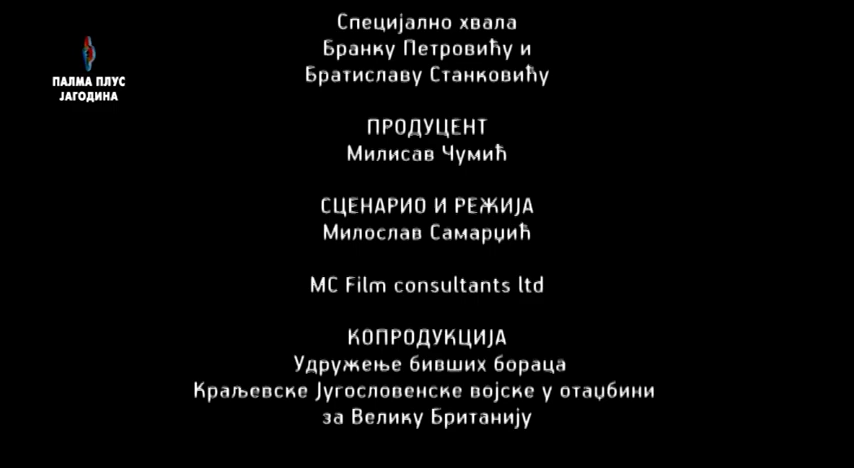 Специјално хвала
Бранку Петровићу и
Братиславу Станковићу
ПАЛМА ПЛУС
ЈАГОДИНА
ПРОДУЦЕНТ
Милисав Чумић
СЦЕНАРИО И РЕЖИЈА
Милослав Самарџић
MC Film consultants ltd
КОПРОДУКЦИЈА
Удружење бивших бораца
Краљевске Југословенске војске у отаџбини
за Велику Британију